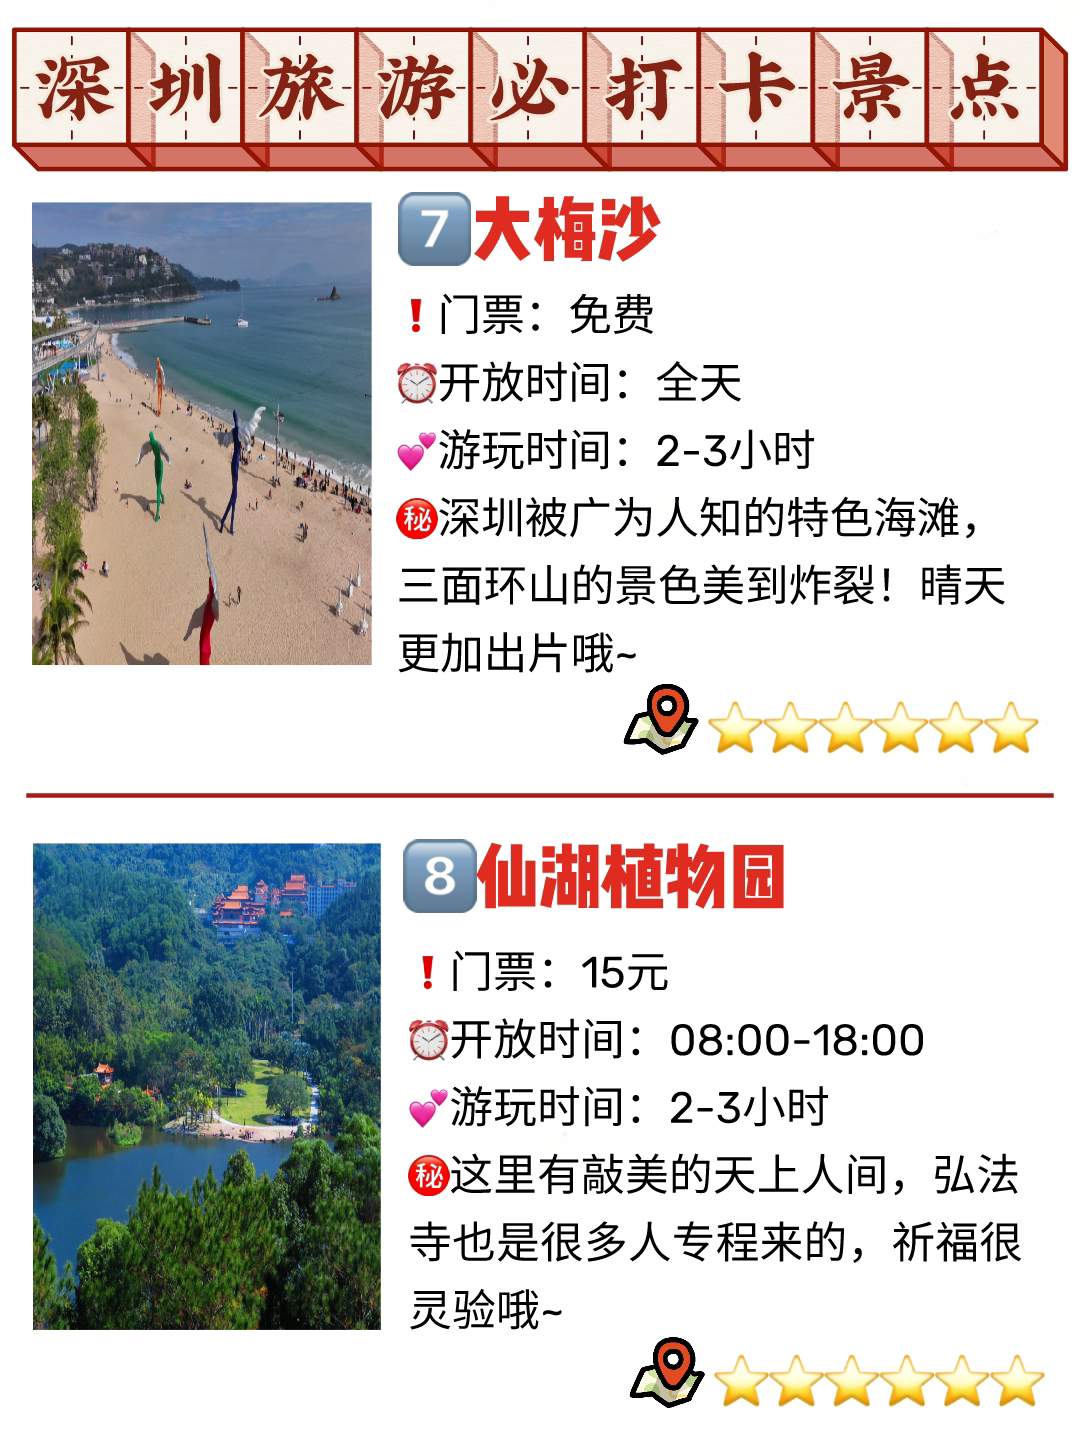 深圳旅游必打卡景点
7️⃣大梅沙
❗门票：免费
⏰开放时间：全天
💕游玩时间：2-3小时
㊙️深圳被广为人知的特色海滩，
三面环山的景色美到炸裂！晴天
更加出片哦~
⭐⭐⭐⭐⭐⭐
8️⃣仙湖植物园
❗门票：15元
⏰开放时间：08:00-18:00
💕游玩时间：2-3小时
㊙️这里有敲美的天上人间，弘法
寺也是很多人专程来的，祈福很
灵验哦~
⭐⭐⭐⭐⭐⭐